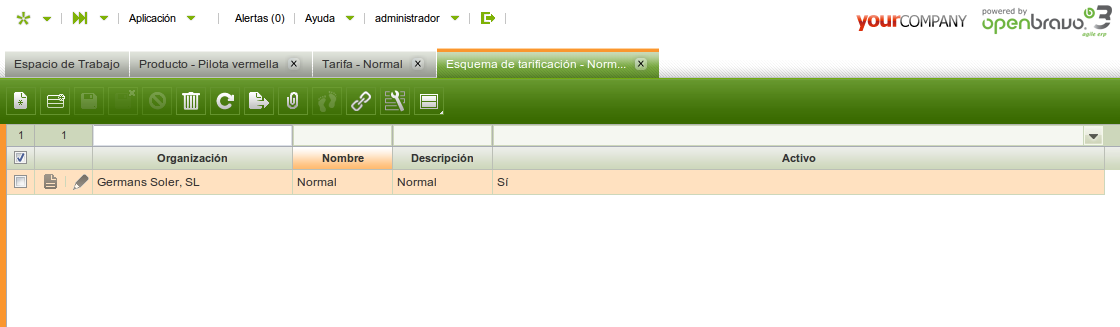 Aplicación Alertas (0) Ayuda administrador
yourCOMPANY
powered by
openbravo 3
agile erp
Espacio de Trabajo Producto - Pilota vermella Tarifa - Normal Esquema de tarificación - Norm...
1 1
Organización Nombre Descripción Activo
Germans Soler, SL Normal Normal Sí